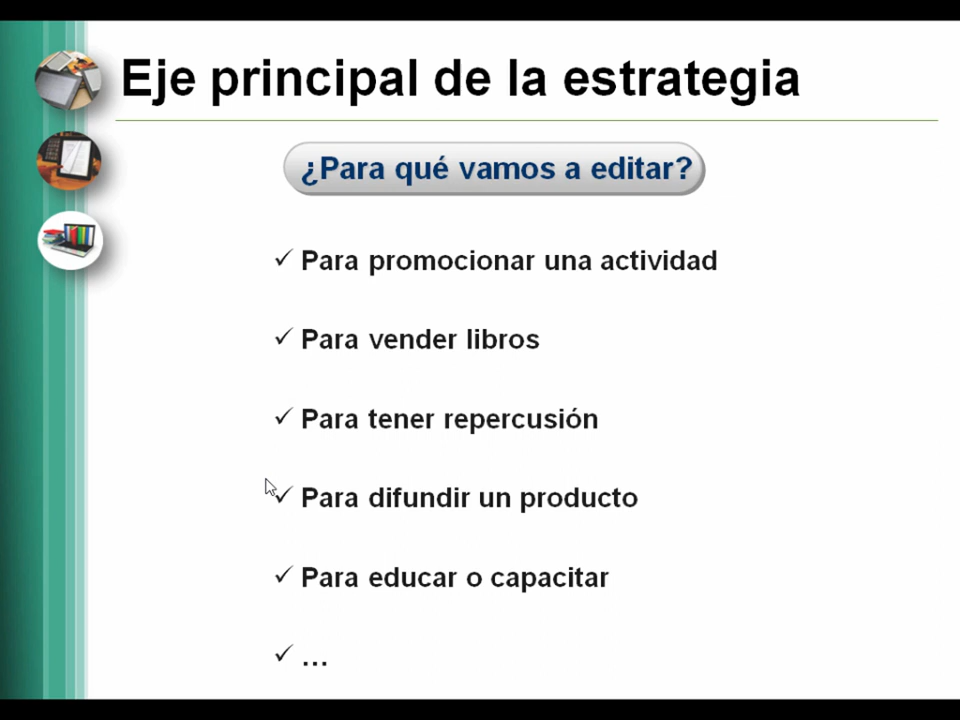 Eje principal de la estrategia
¿Para qué vamos a editar?
✓ Para promocionar una actividad
✓ Para vender libros
✓ Para tener repercusión
✓ Para difundir un producto
✓ Para educar o capacitar
✓ ...